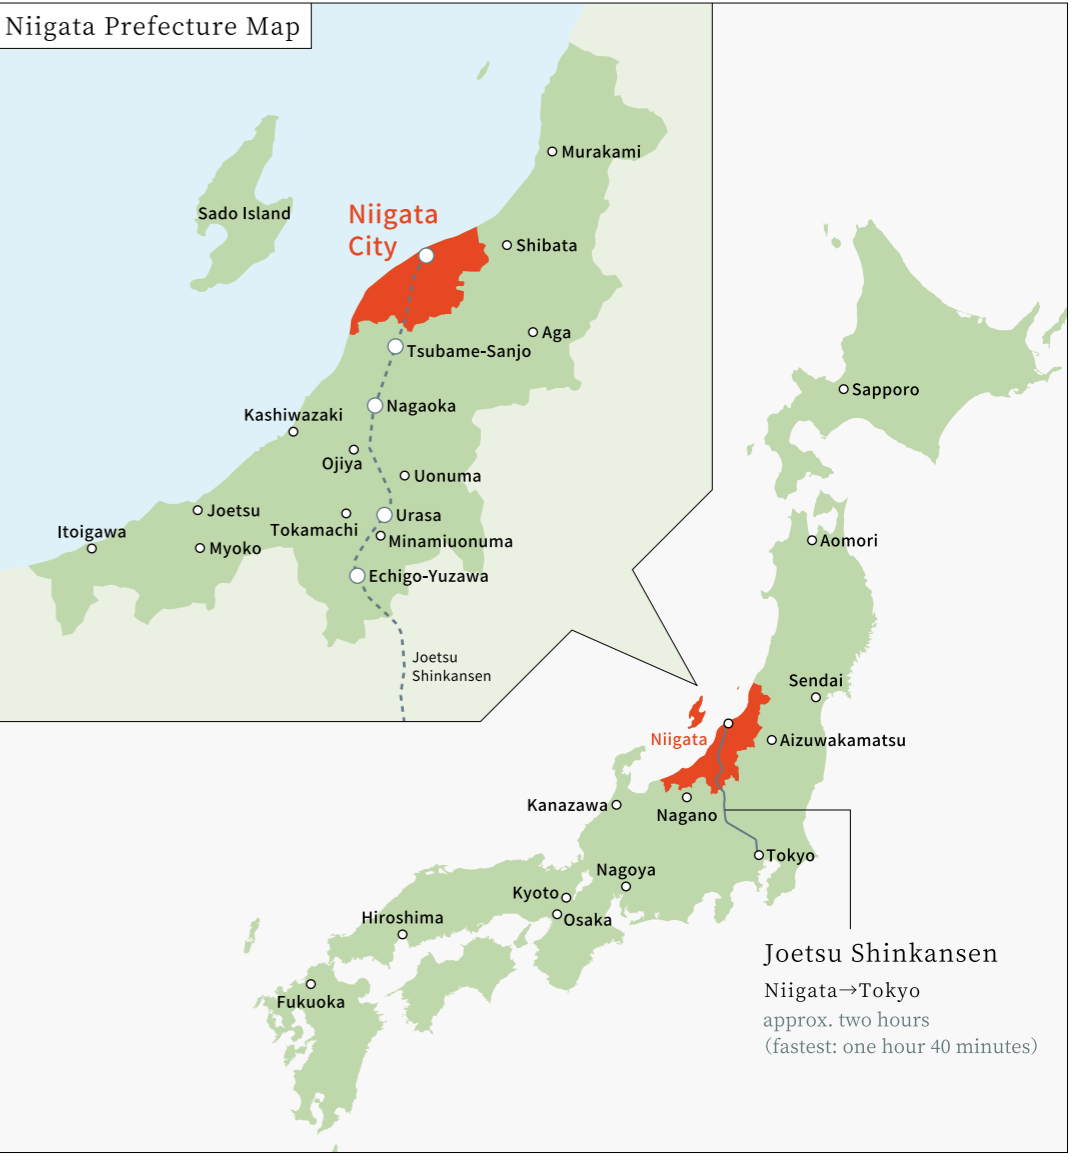 Niigata Prefecture Map
Murakami
Sado Island
Niigata
City
Shibata
Aga
Tsubame-Sanjo
Nagaoka
Kashiwazaki
Ojiya
Uonuma
Joetsu
Urasa
Tokamachi
Itoigawa
Minamiuonuma
Myoko
Echigo-Yuzawa
Joetsu
Shinkansen
Sapporo
Aomori
Sendai
Niigata
Aizuwakamatsu
Kanazawa
Nagano
Tokyo
Nagoya
Kyoto
Osaka
Hiroshima
Fukuoka
Joetsu Shinkansen
Niigata→Tokyo
approx. two hours
(fastest: one hour 40 minutes)